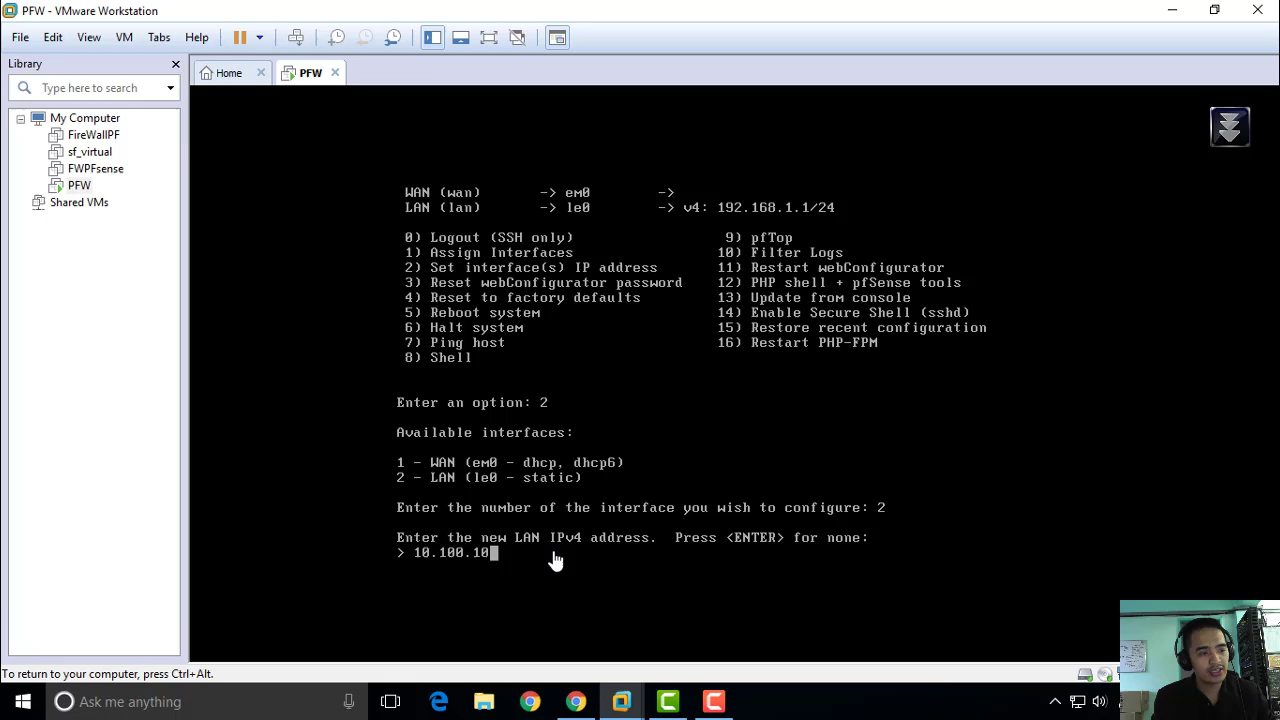 PFW - VMware Workstation
File Edit View VM Tabs Help
Library
Home
PFW
Type here to search
My Computer
FireWallPF
sf_virtual
FWPFsense
PFW
Shared VMs
WAN (wan) -> em0 ->
LAN (lan) -> le0 -> v4: 192.168.1.1/24
0) Logout (SSH only) 9) pfTop
1) Assign Interfaces 10) Filter Logs
2) Set interface(s) IP address 11) Restart webConfigurator
3) Reset webConfigurator password 12) PHP shell + pfSense tools
4) Reset to factory defaults 13) Update from console
5) Reboot system 14) Enable Secure Shell (sshd)
6) Halt system 15) Restore recent configuration
7) Ping host 16) Restart PHP-FPM
8) Shell
Enter an option: 2
Available interfaces:
1 - WAN (em0 - dhcp, dhcp6)
2 - LAN (le0 - static)
Enter the number of the interface you wish to configure: 2
Enter the new LAN IPv4 address. Press <ENTER> for none:
> 10.100.10
To return to your computer, press Ctrl+Alt.
Ask me anything